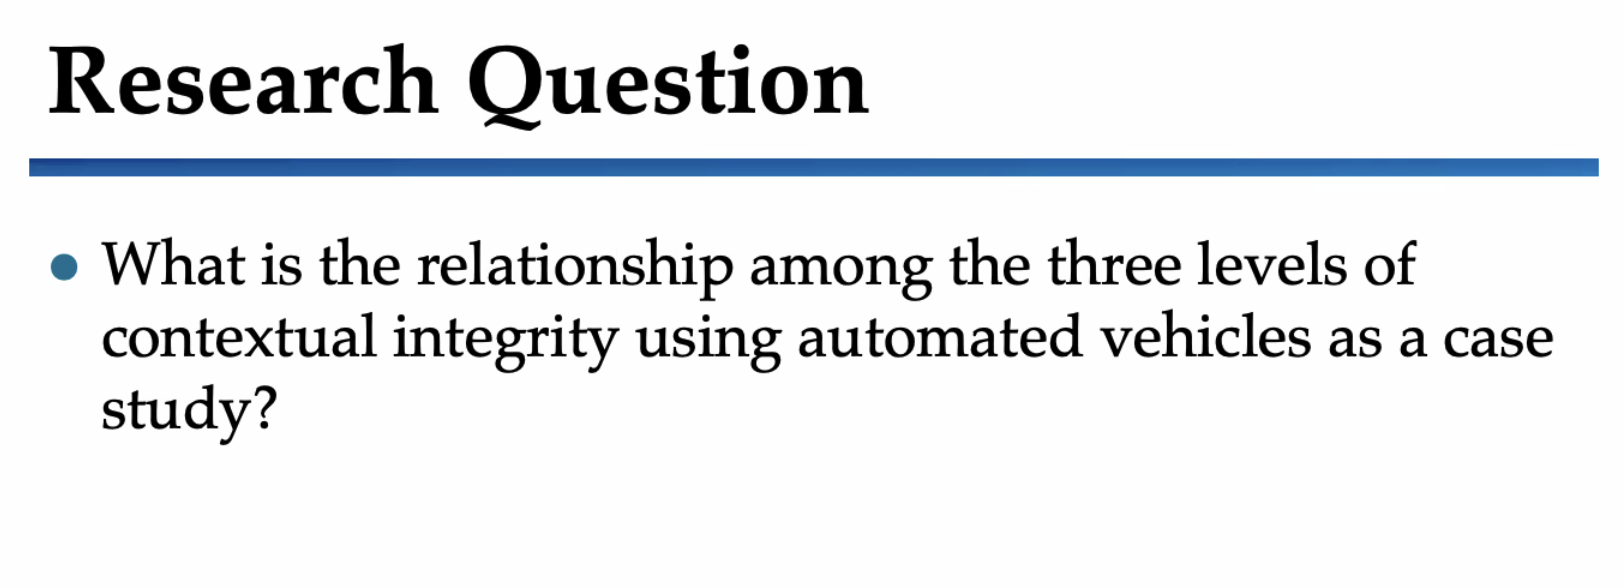 Research Question
• What is the relationship among the three levels of
contextual integrity using automated vehicles as a case
study?